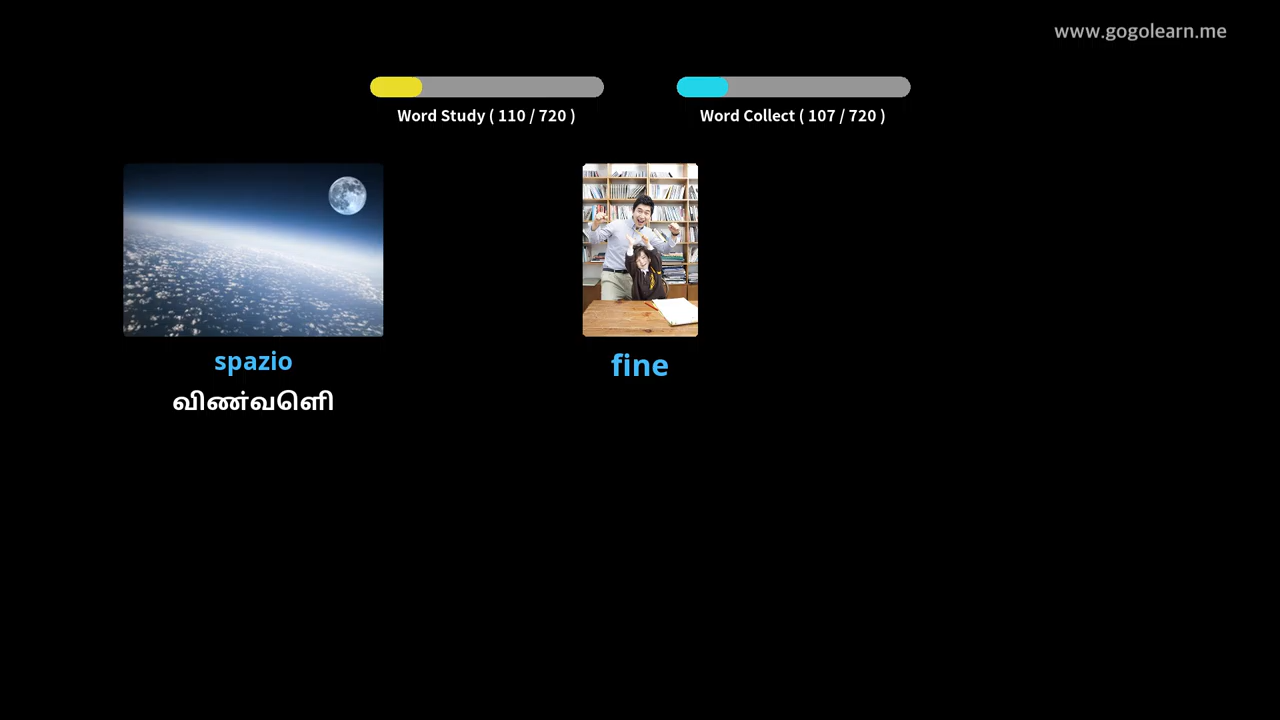 www.gogolearn.me
Word Study ( 110 / 720 )
Word Collect ( 107 / 720 )
spazio
விண்வெளி
fine